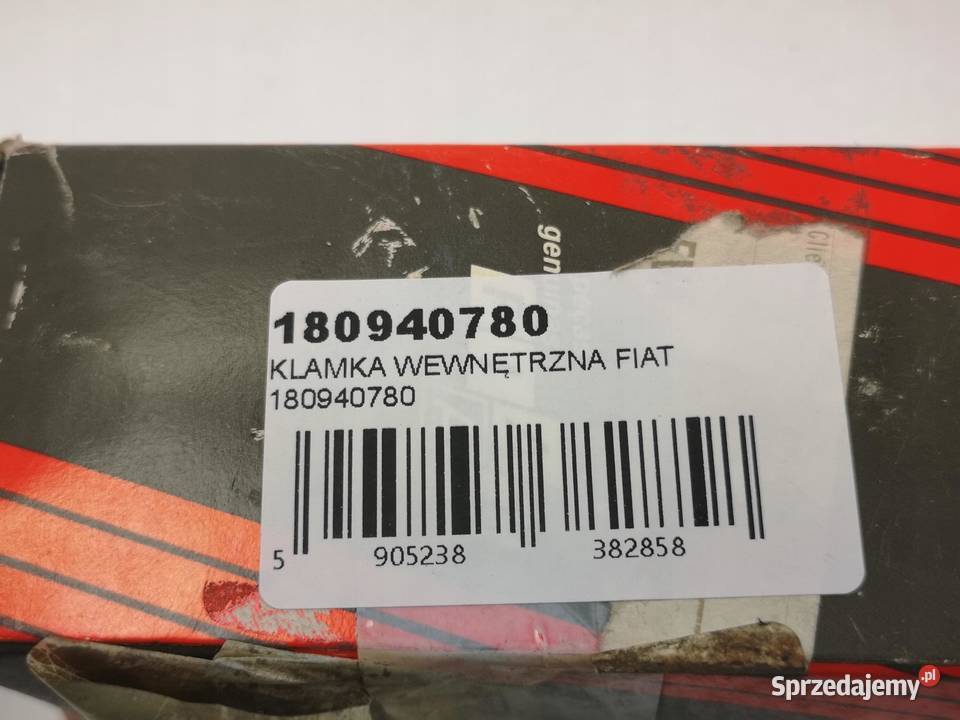 180940780
KLAMKA WEWNĘTRZNA FIAT
180940780
5 905238 382858
Sprzedajemy.pl